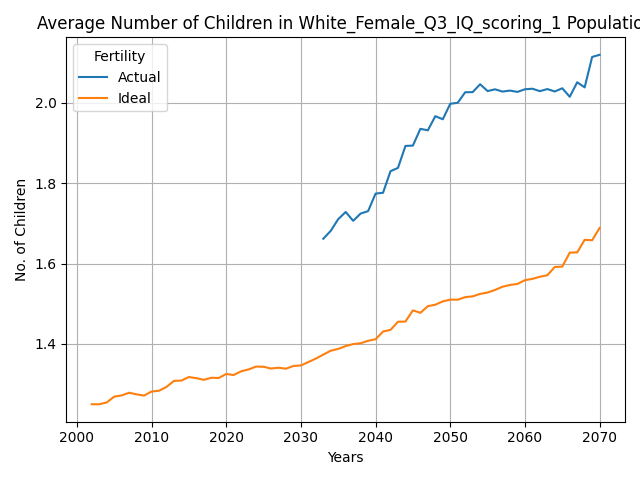 Average Number of Children in White_Female_Q3_IQ_scoring_1 Populatio
Fertility
Actual
Ideal
2.0
1.8
1.6
1.4
No. of Children
2000 2010 2020 2030 2040 2050 2060 2070
Years